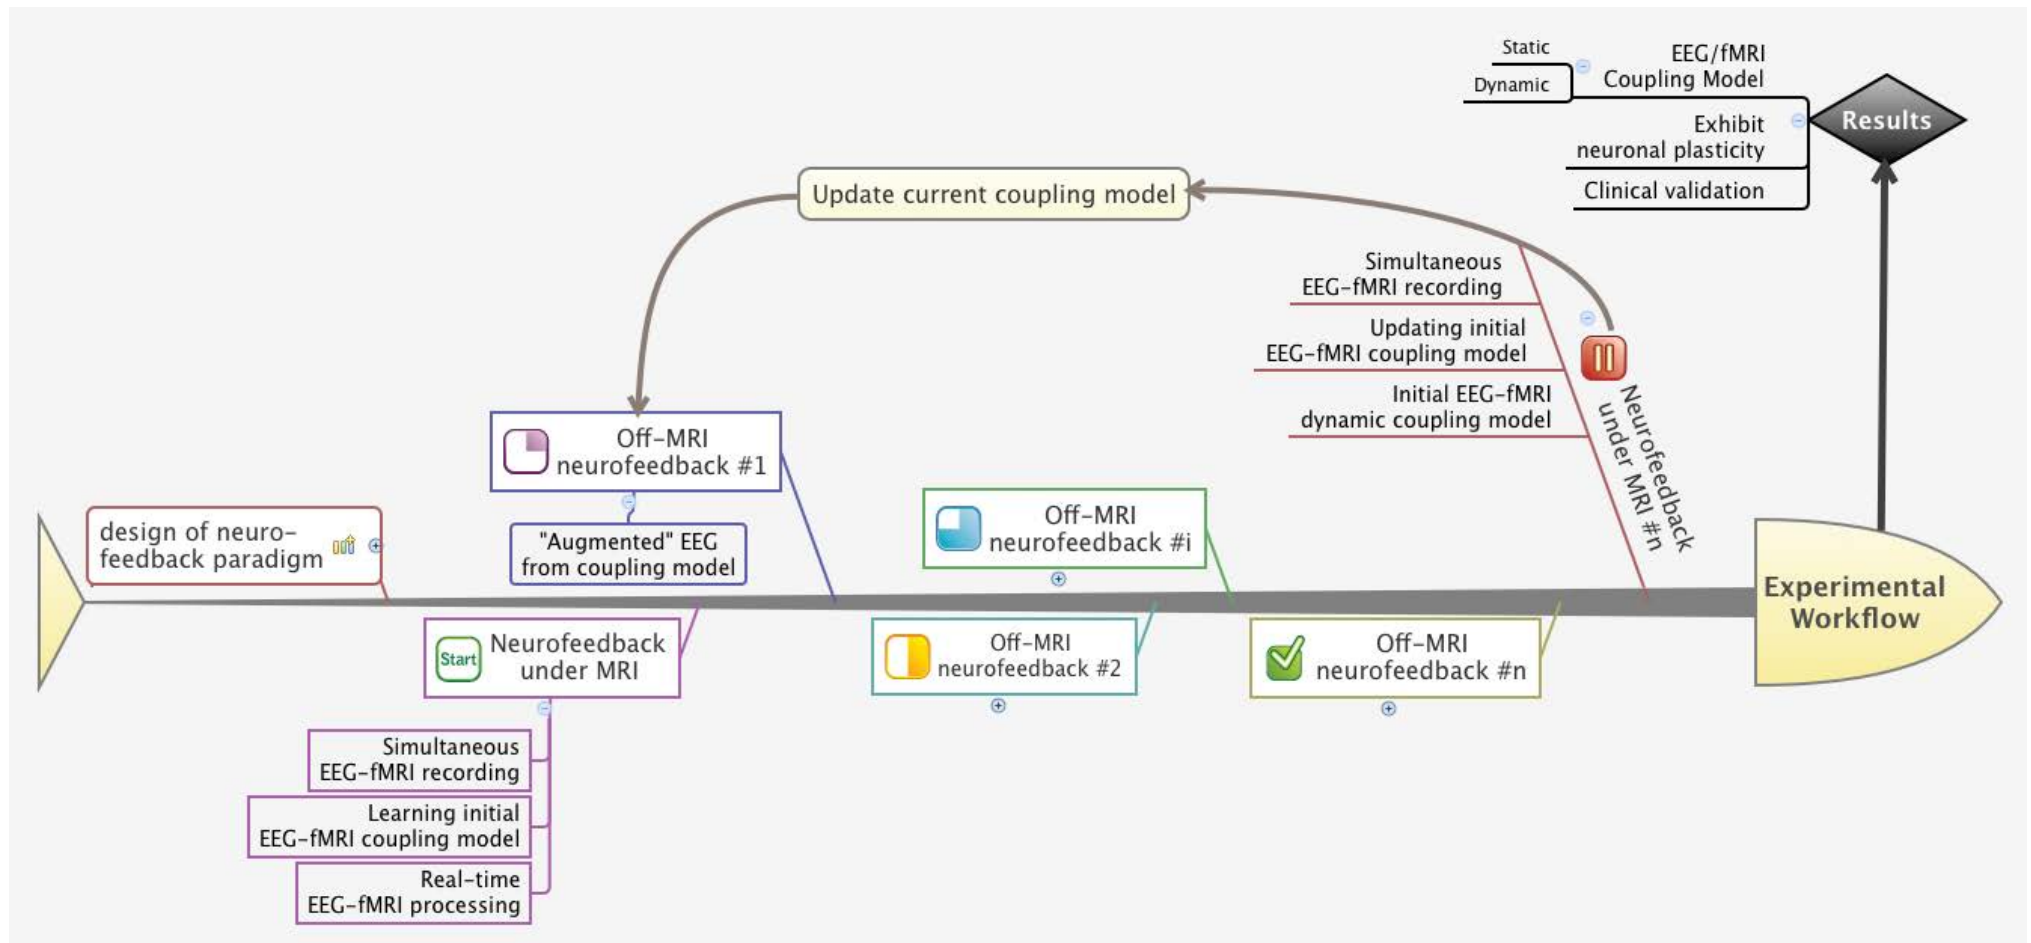 Static
Dynamic
EEG/fMRI
Coupling Model
Exhibit
neuronal plasticity
Clinical validation
Results
Update current coupling model
Simultaneous
EEG-fMRI recording
Updating initial
EEG-fMRI coupling model
Initial EEG-fMRI
dynamic coupling model
Neurofeedback
under MRI #n
Off-MRI
neurofeedback #1
"Augmented" EEG
from coupling model
design of neuro-
feedback paradigm
Off-MRI
neurofeedback #i
Experimental
Workflow
Start
Neurofeedback
under MRI
Off-MRI
neurofeedback #2
Off-MRI
neurofeedback #n
Simultaneous
EEG-fMRI recording
Learning initial
EEG-fMRI coupling model
Real-time
EEG-fMRI processing